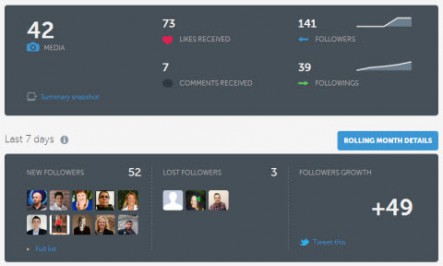 42
MEDIA
Summary snapshot
73
LIKES RECEIVED
7
COMMENTS RECEIVED
141
FOLLOWERS
39
FOLLOWINGS
Last 7 days
ROLLING MONTH DETAILS
NEW FOLLOWERS 52
Full list
LOST FOLLOWERS 3
FOLLOWERS GROWTH
+49
Tweet this